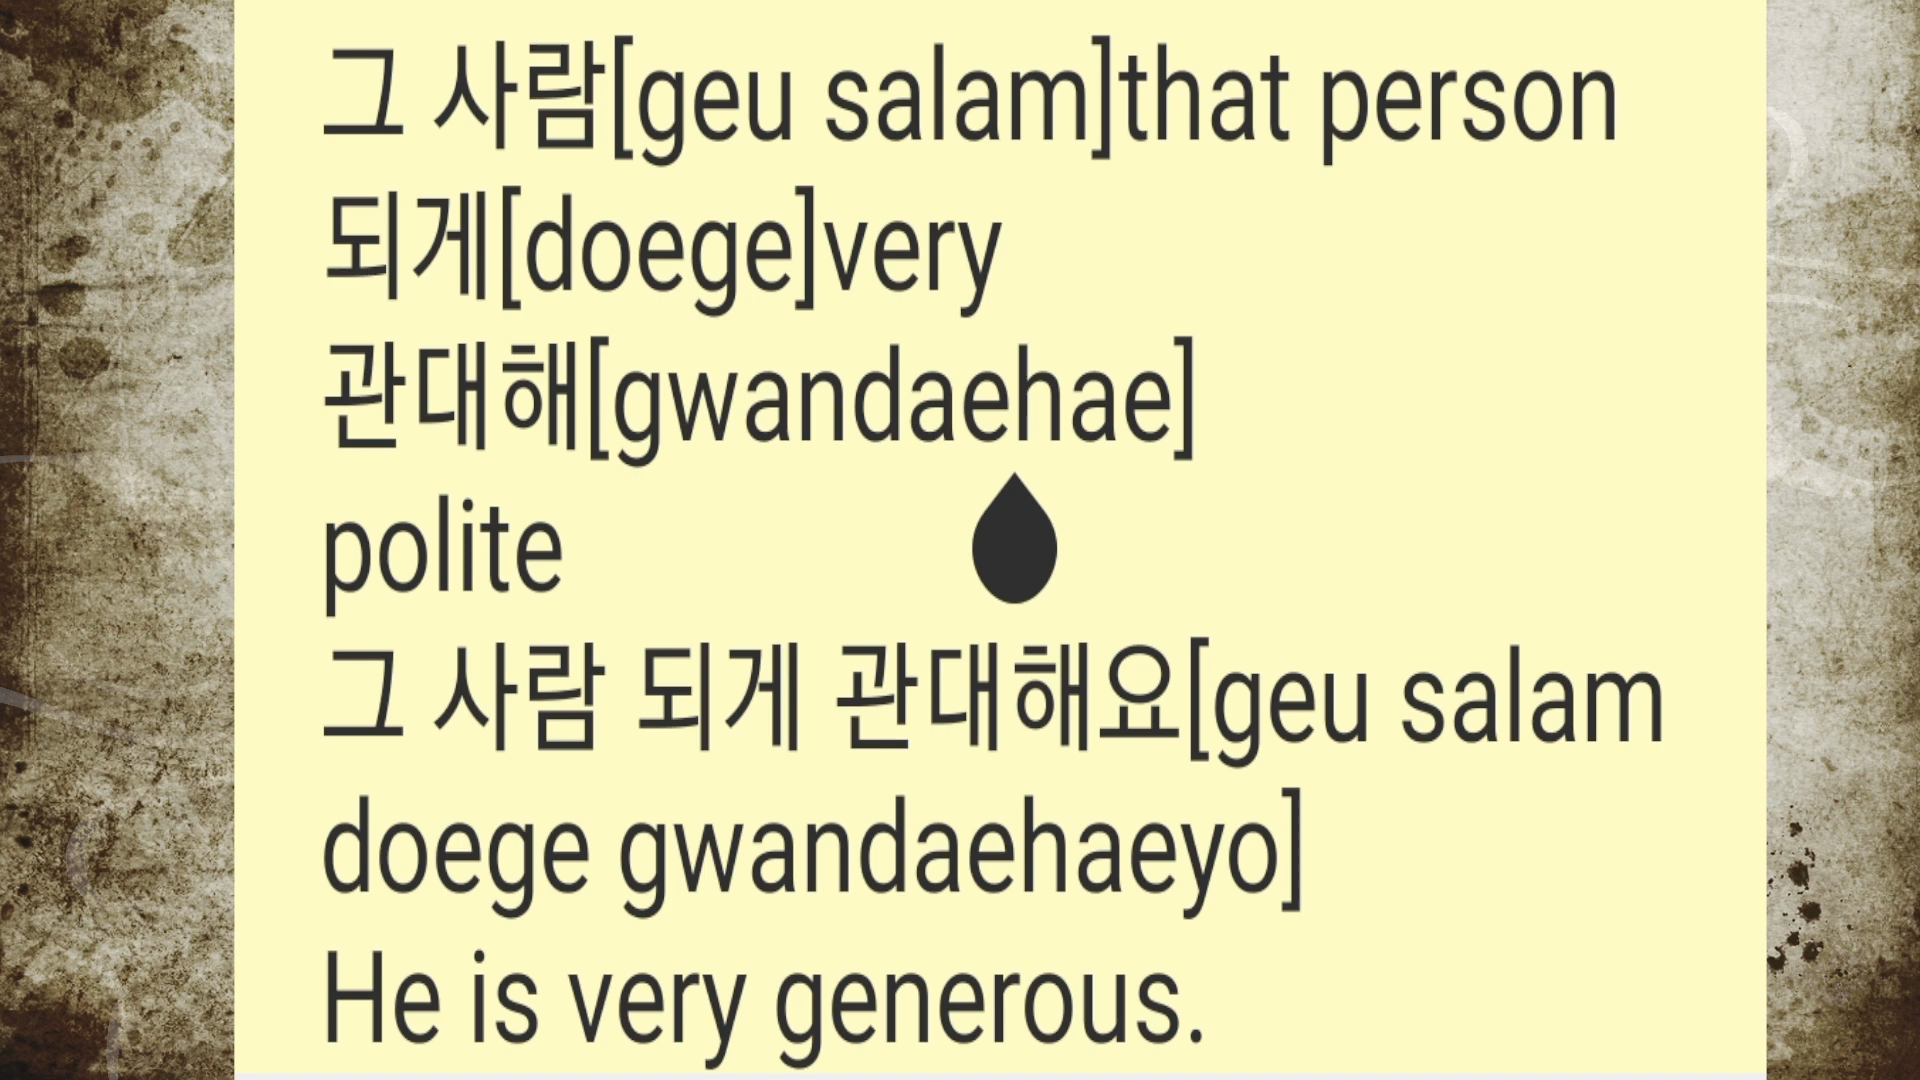 그 사람[geu salam]that person
되게[doege]very
관대해[gwandaehae]
polite
그 사람 되게 관대해요[geu salam
doege gwandaehaeyo]
He is very generous.